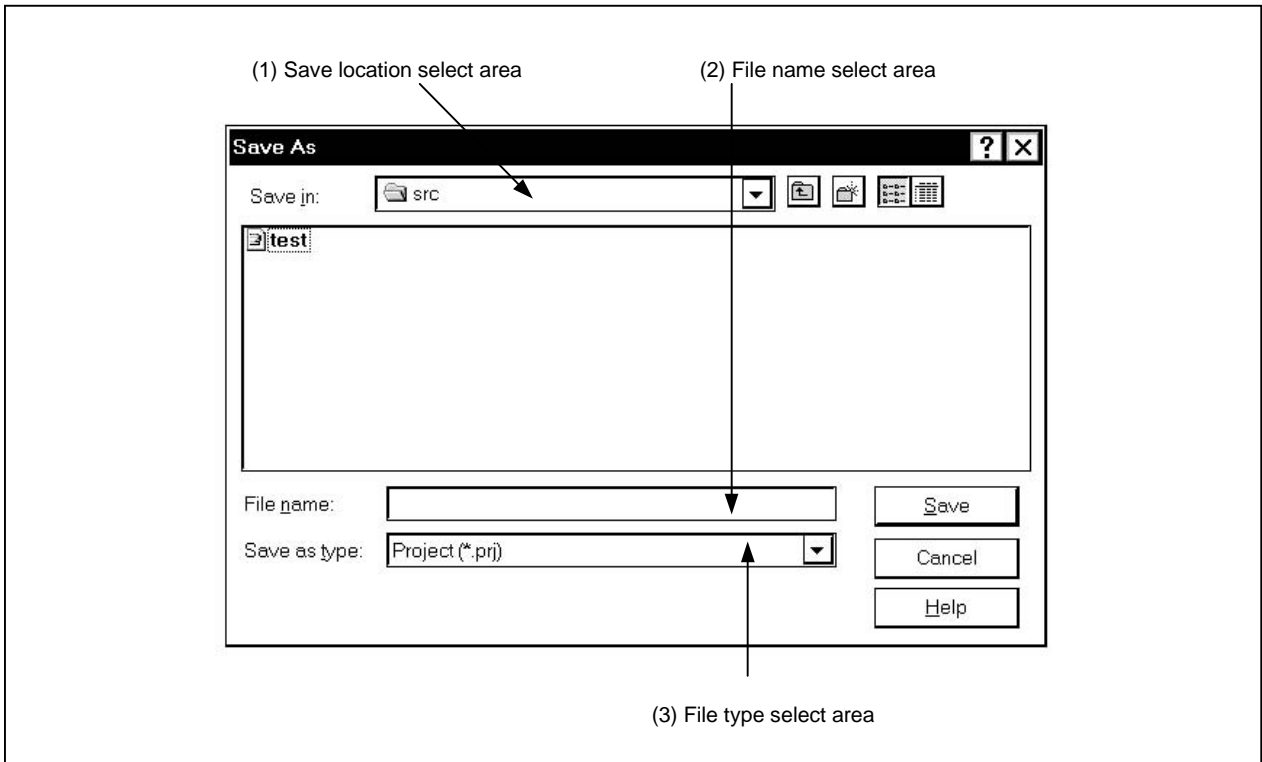 (1) Save location select area
(2) File name select area
Save As
Save in:
src
test
File name:
Save
Save as type:
Project (*.prj)
Cancel
Help
(3) File type select area